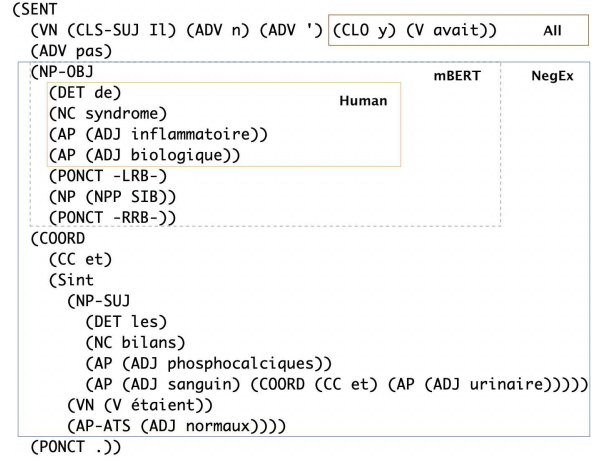 (SENT
(VN (CLS-SUJ Il) (ADV n) (ADV ') (CLO y) (V avait)) All
(ADV pas)
(NP-OBJ mBERT NegEx
(DET de)
(NC syndrome) Human
(AP (ADJ inflammatoire))
(AP (ADJ biologique))
(PONCT -LRB-)
(NP (NPP SIB))
(PONCT -RRB-))
(COORD
(CC et)
(Sint
(NP-SUJ
(DET les)
(NC bilans)
(AP (ADJ phosphocalciques))
(AP (ADJ sanguin) (COORD (CC et) (AP (ADJ urinaire)))))
(VN (V étaient))
(AP-ATS (ADJ normaux))))
(PONCT .))